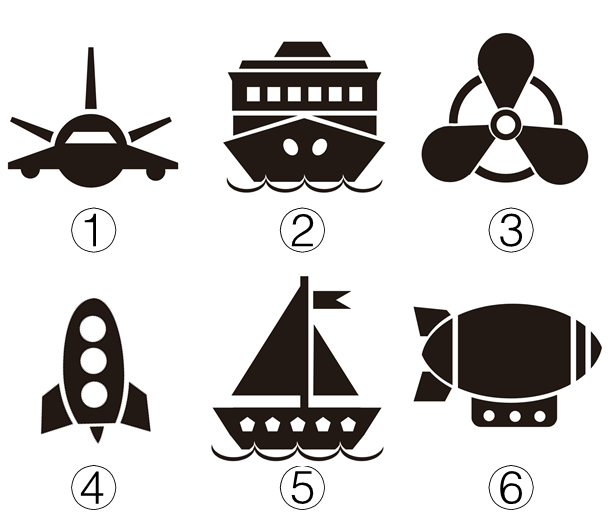 ① ② ③
④ ⑤ ⑥